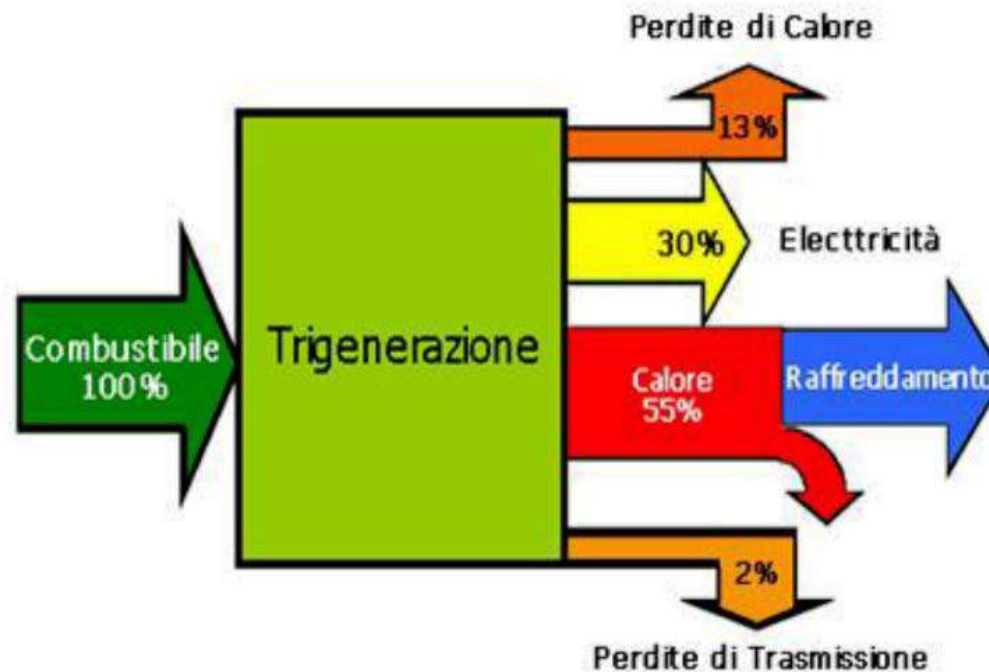 Perdite di Calore
13%
30%
Electtricità
Combustibile
100%
Trigenerazione
Calore
55%
Raffreddamento
2%
Perdite di Trasmissione